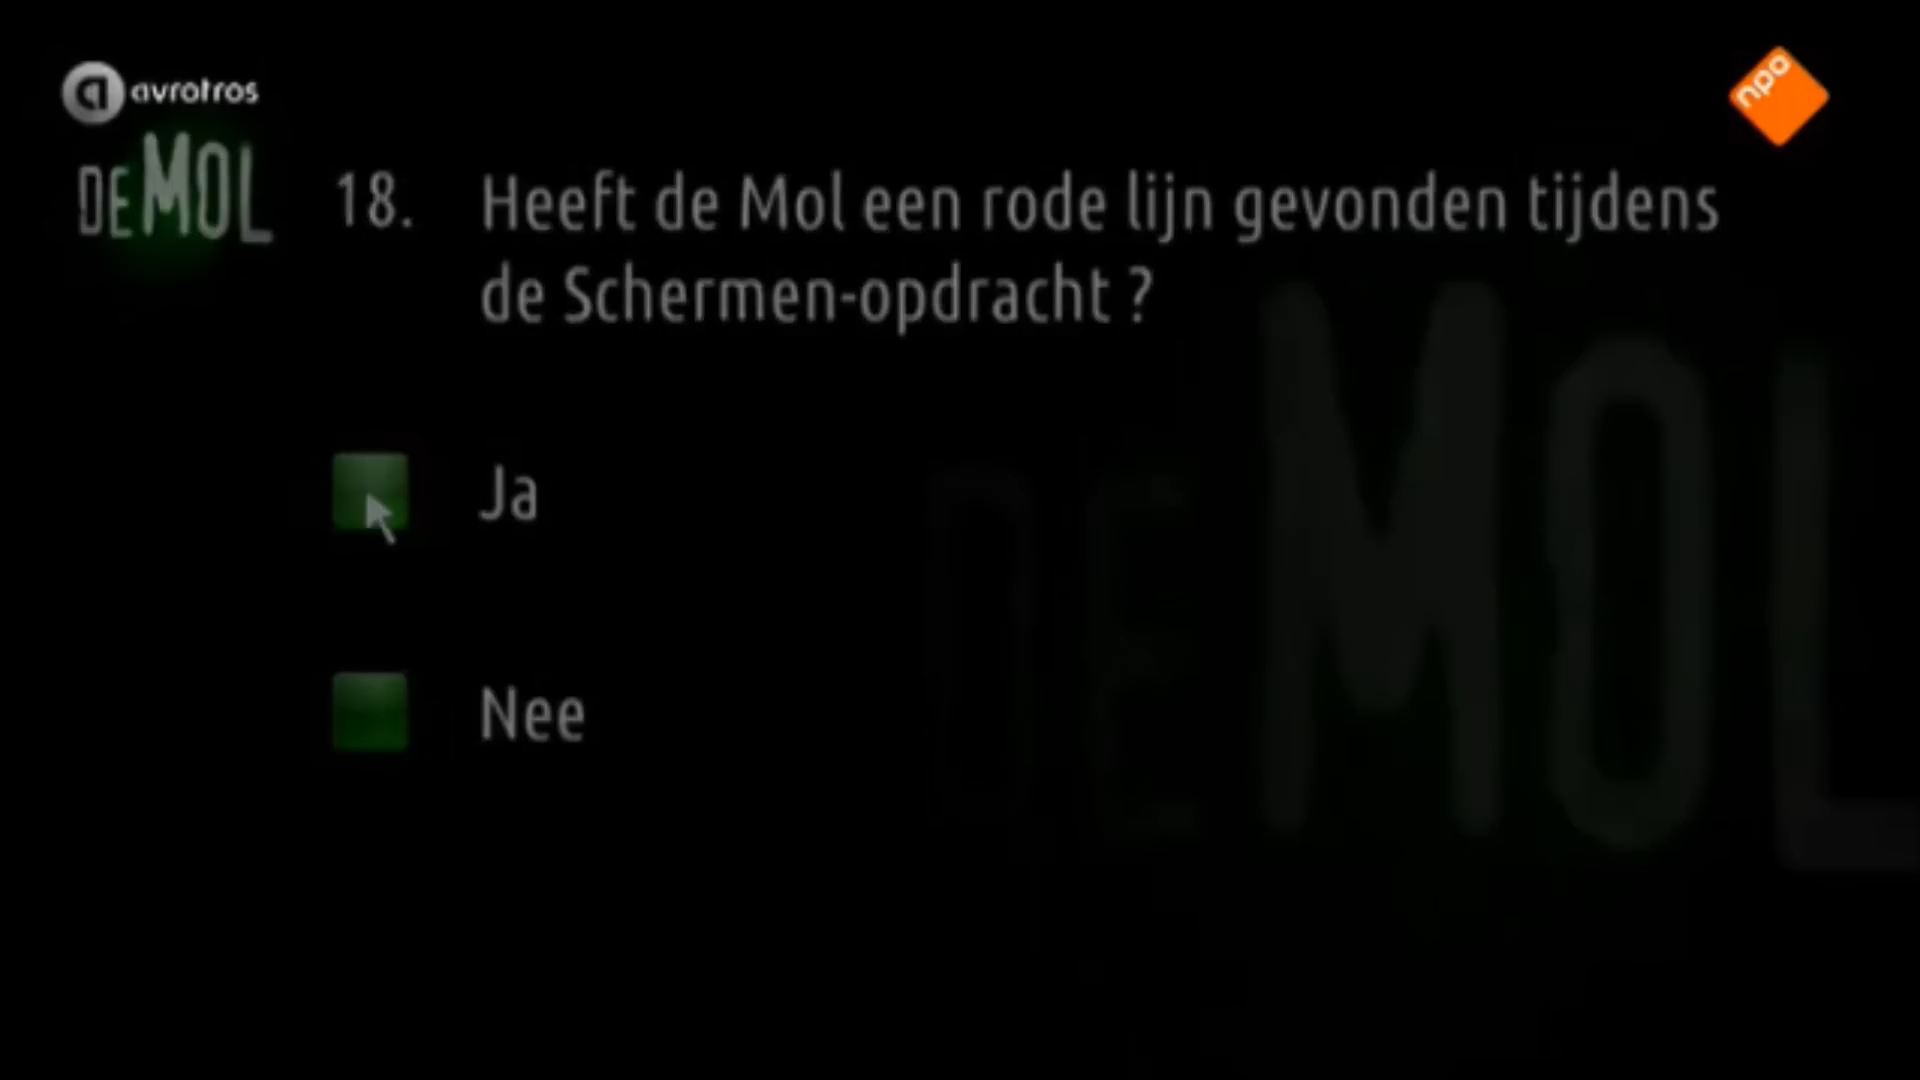 avrotros
npo
DE MOL
18. Heeft de Mol een rode lijn gevonden tijdens
de Schermen-opdracht ?
Ja
Nee
DE MOL